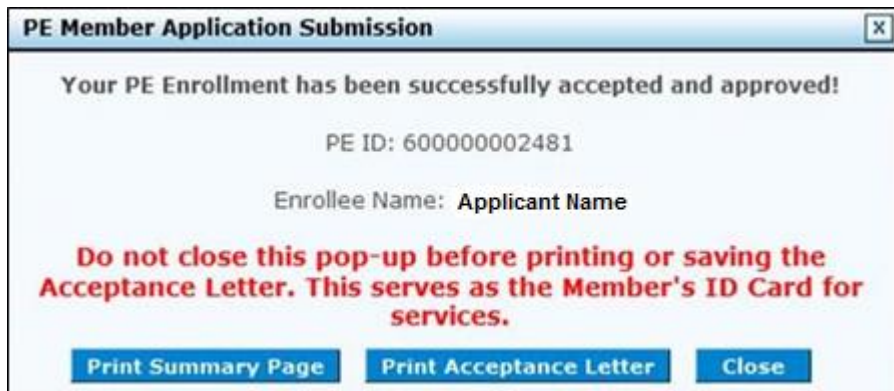 PE Member Application Submission
X
Your PE Enrollment has been successfully accepted and approved!
PE ID: 600000002481
Enrollee Name: Applicant Name
Do not close this pop-up before printing or saving the
Acceptance Letter. This serves as the Member's ID Card for
services.
Print Summary Page Print Acceptance Letter Close